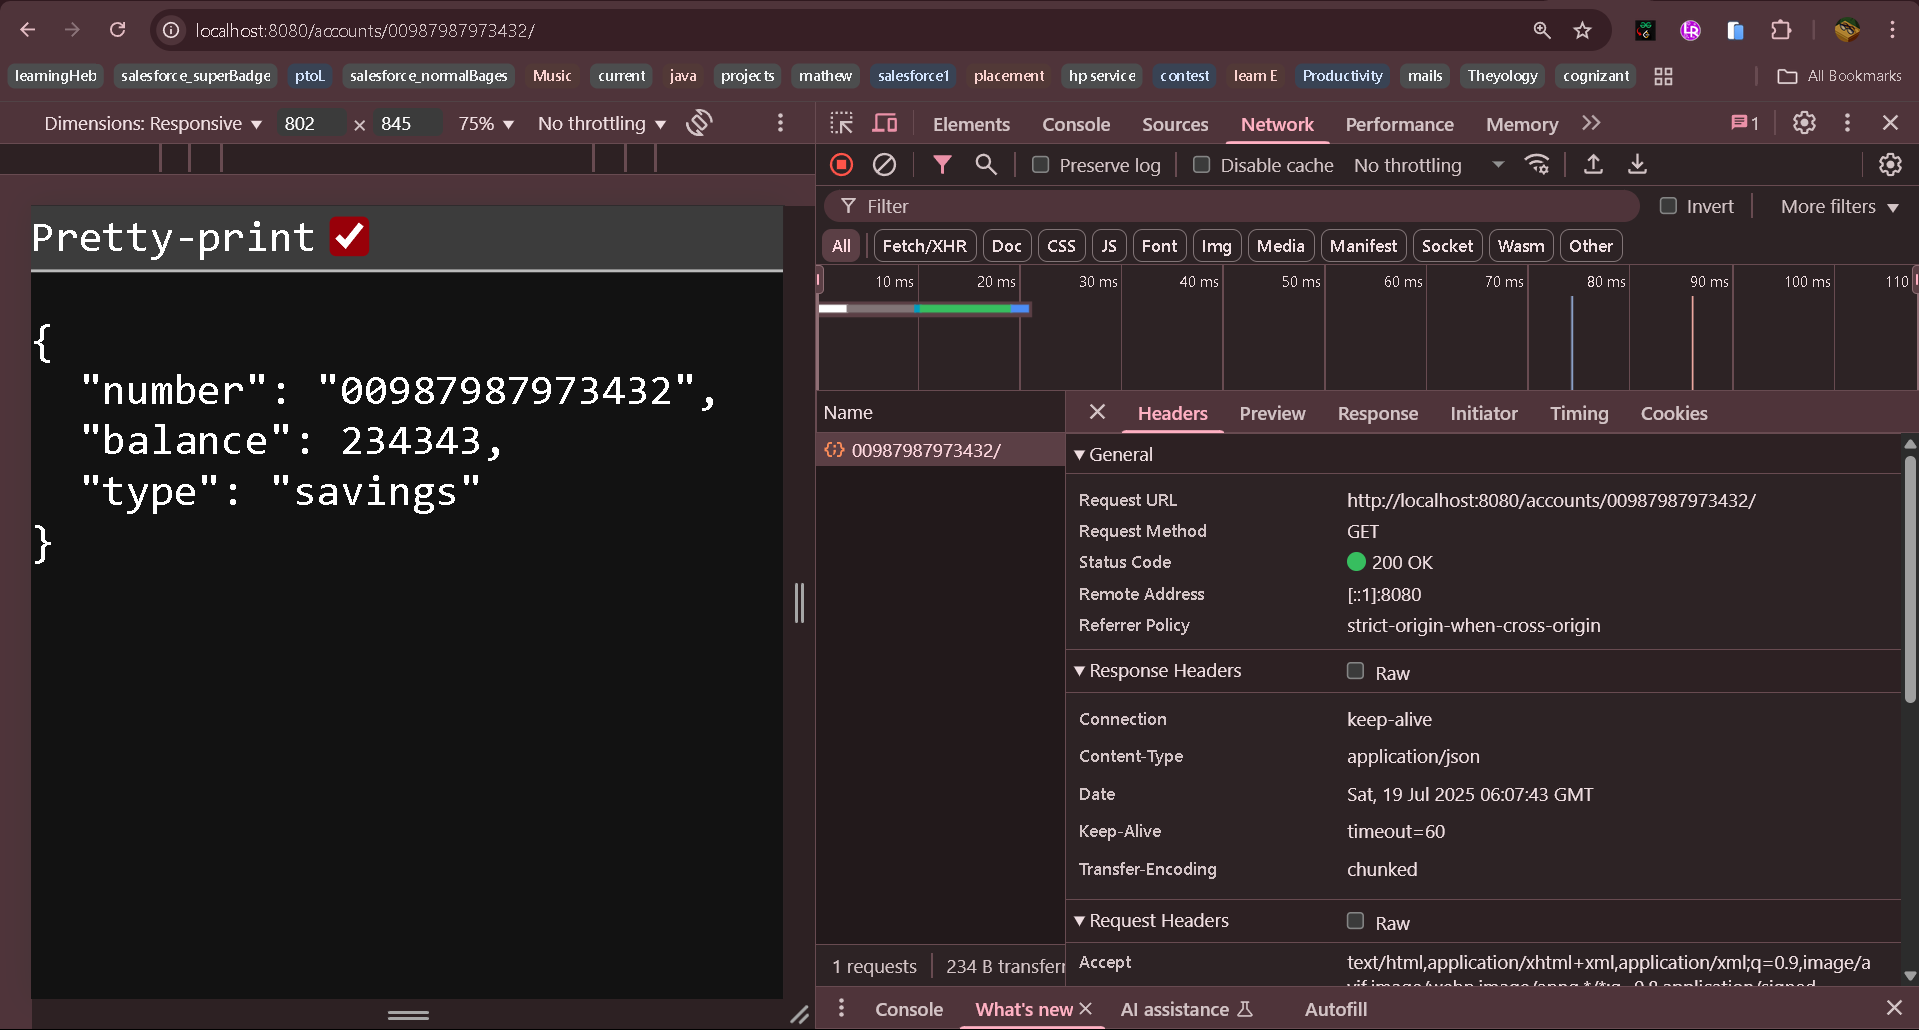 localhost:8080/accounts/00987987973432/
learningHeb salesforce_superBadge ptoL salesforce_normalBages Music current java projects mathew salesforce1 placement hp service contest learn E Productivity mails Theyology cognizant All Bookmarks
Dimensions: Responsive 802 × 845 75% No throttling
Elements Console Sources Network Performance Memory 1
Preserve log Disable cache No throttling
Filter Invert More filters
All Fetch/XHR Doc CSS JS Font Img Media Manifest Socket Wasm Other
10 ms 20 ms 30 ms 40 ms 50 ms 60 ms 70 ms 80 ms 90 ms 100 ms 110
Pretty-print
{
"number": "00987987973432",
"balance": 234343,
"type": "savings"
}
Name
00987987973432/
1 requests 234 B transferr
Headers Preview Response Initiator Timing Cookies
General
Request URL http://localhost:8080/accounts/00987987973432/
Request Method GET
Status Code 200 OK
Remote Address [::1]:8080
Referrer Policy strict-origin-when-cross-origin
Response Headers Raw
Connection keep-alive
Content-Type application/json
Date Sat, 19 Jul 2025 06:07:43 GMT
Keep-Alive timeout=60
Transfer-Encoding chunked
Request Headers Raw
Accept text/html,application/xhtml+xml,application/xml;q=0.9,image/a
Console What's new AI assistance Autofill